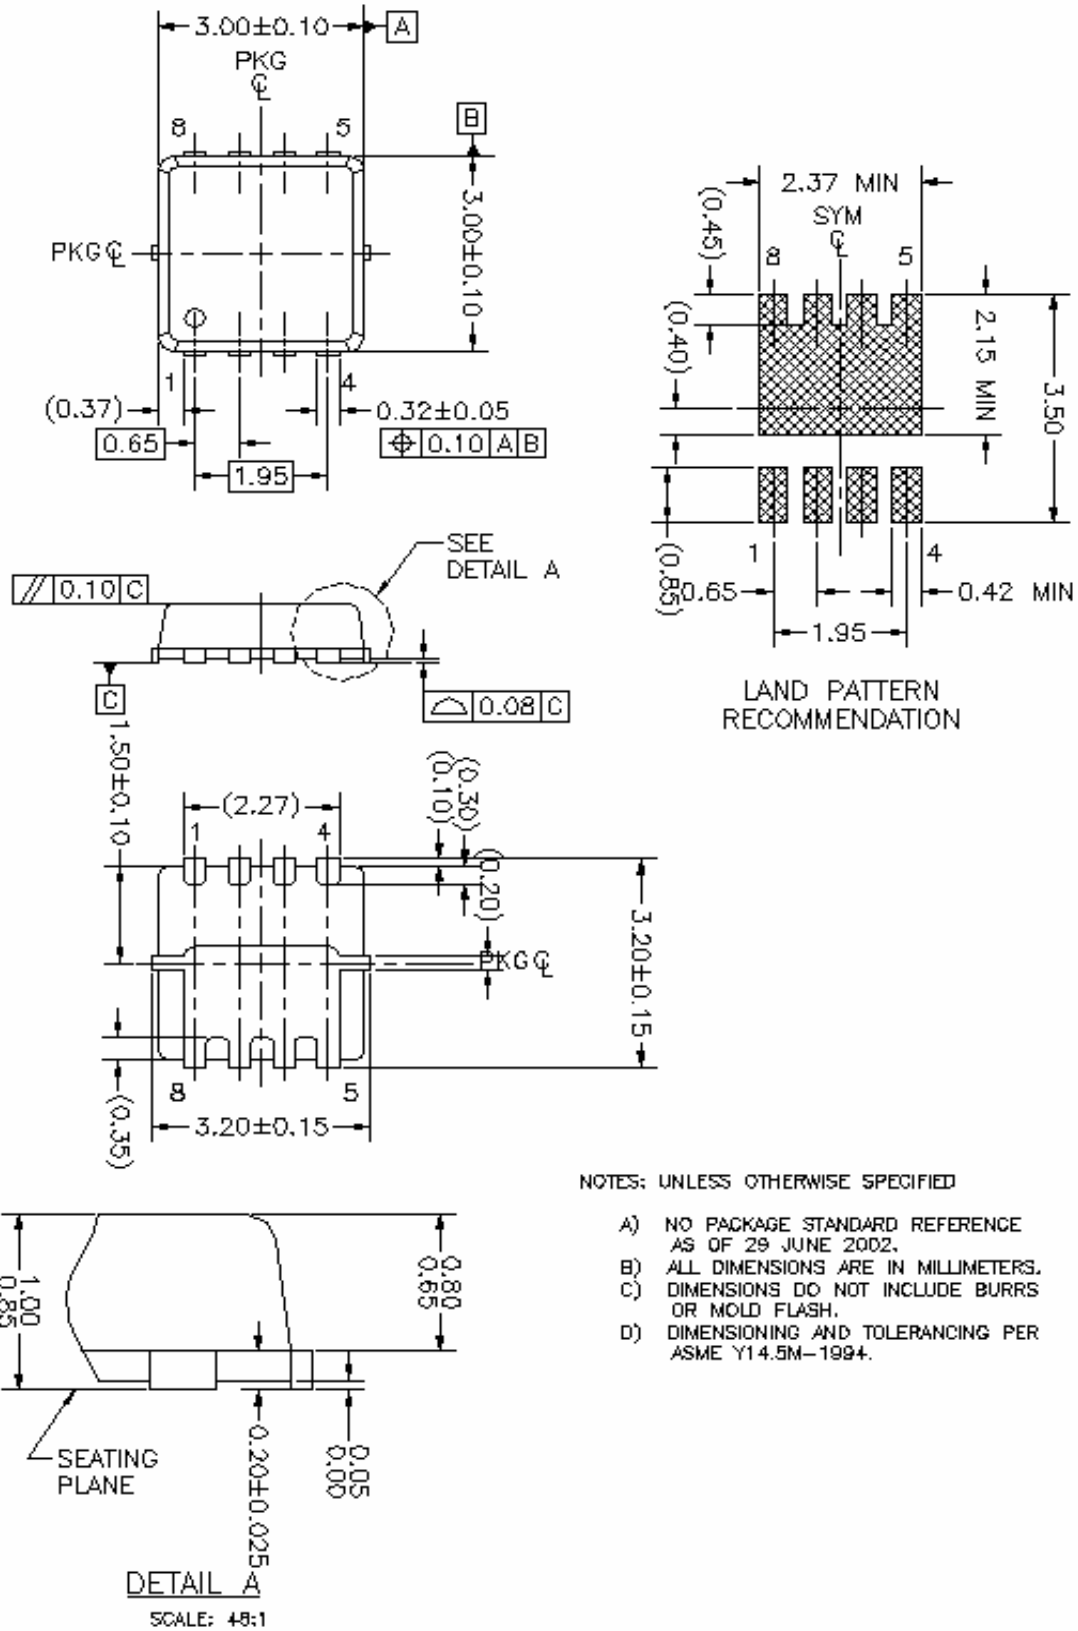 3.00±0.10
A
PKG
℄
B
8
5
3.00±0.10
PKG ℄
1
4
(0.37)
0.32±0.05
0.65
⌖ 0.10 A B
1.95
2.37 MIN
(0.45)
SYM
℄
8
5
(0.40)
2.15 MIN
3.50
1
4
(0.85)
0.65
0.42 MIN
1.95
LAND PATTERN
RECOMMENDATION
SEE
DETAIL A
// 0.10 C
C
⌓ 0.08 C
1.50±0.10
(2.27)
(0.10)
(0.30)
(0.20)
1
4
3.20±0.15
PKG ℄
8
5
(0.35)
3.20±0.15
NOTES: UNLESS OTHERWISE SPECIFIED
A) NO PACKAGE STANDARD REFERENCE
AS OF 29 JUNE 2002.
B) ALL DIMENSIONS ARE IN MILLIMETERS.
C) DIMENSIONS DO NOT INCLUDE BURRS
OR MOLD FLASH.
D) DIMENSIONING AND TOLERANCING PER
ASME Y14.5M-1994.
1.00
0.85
0.80
0.65
SEATING
PLANE
0.20±0.025
0.05
0.00
DETAIL A
SCALE: 48:1